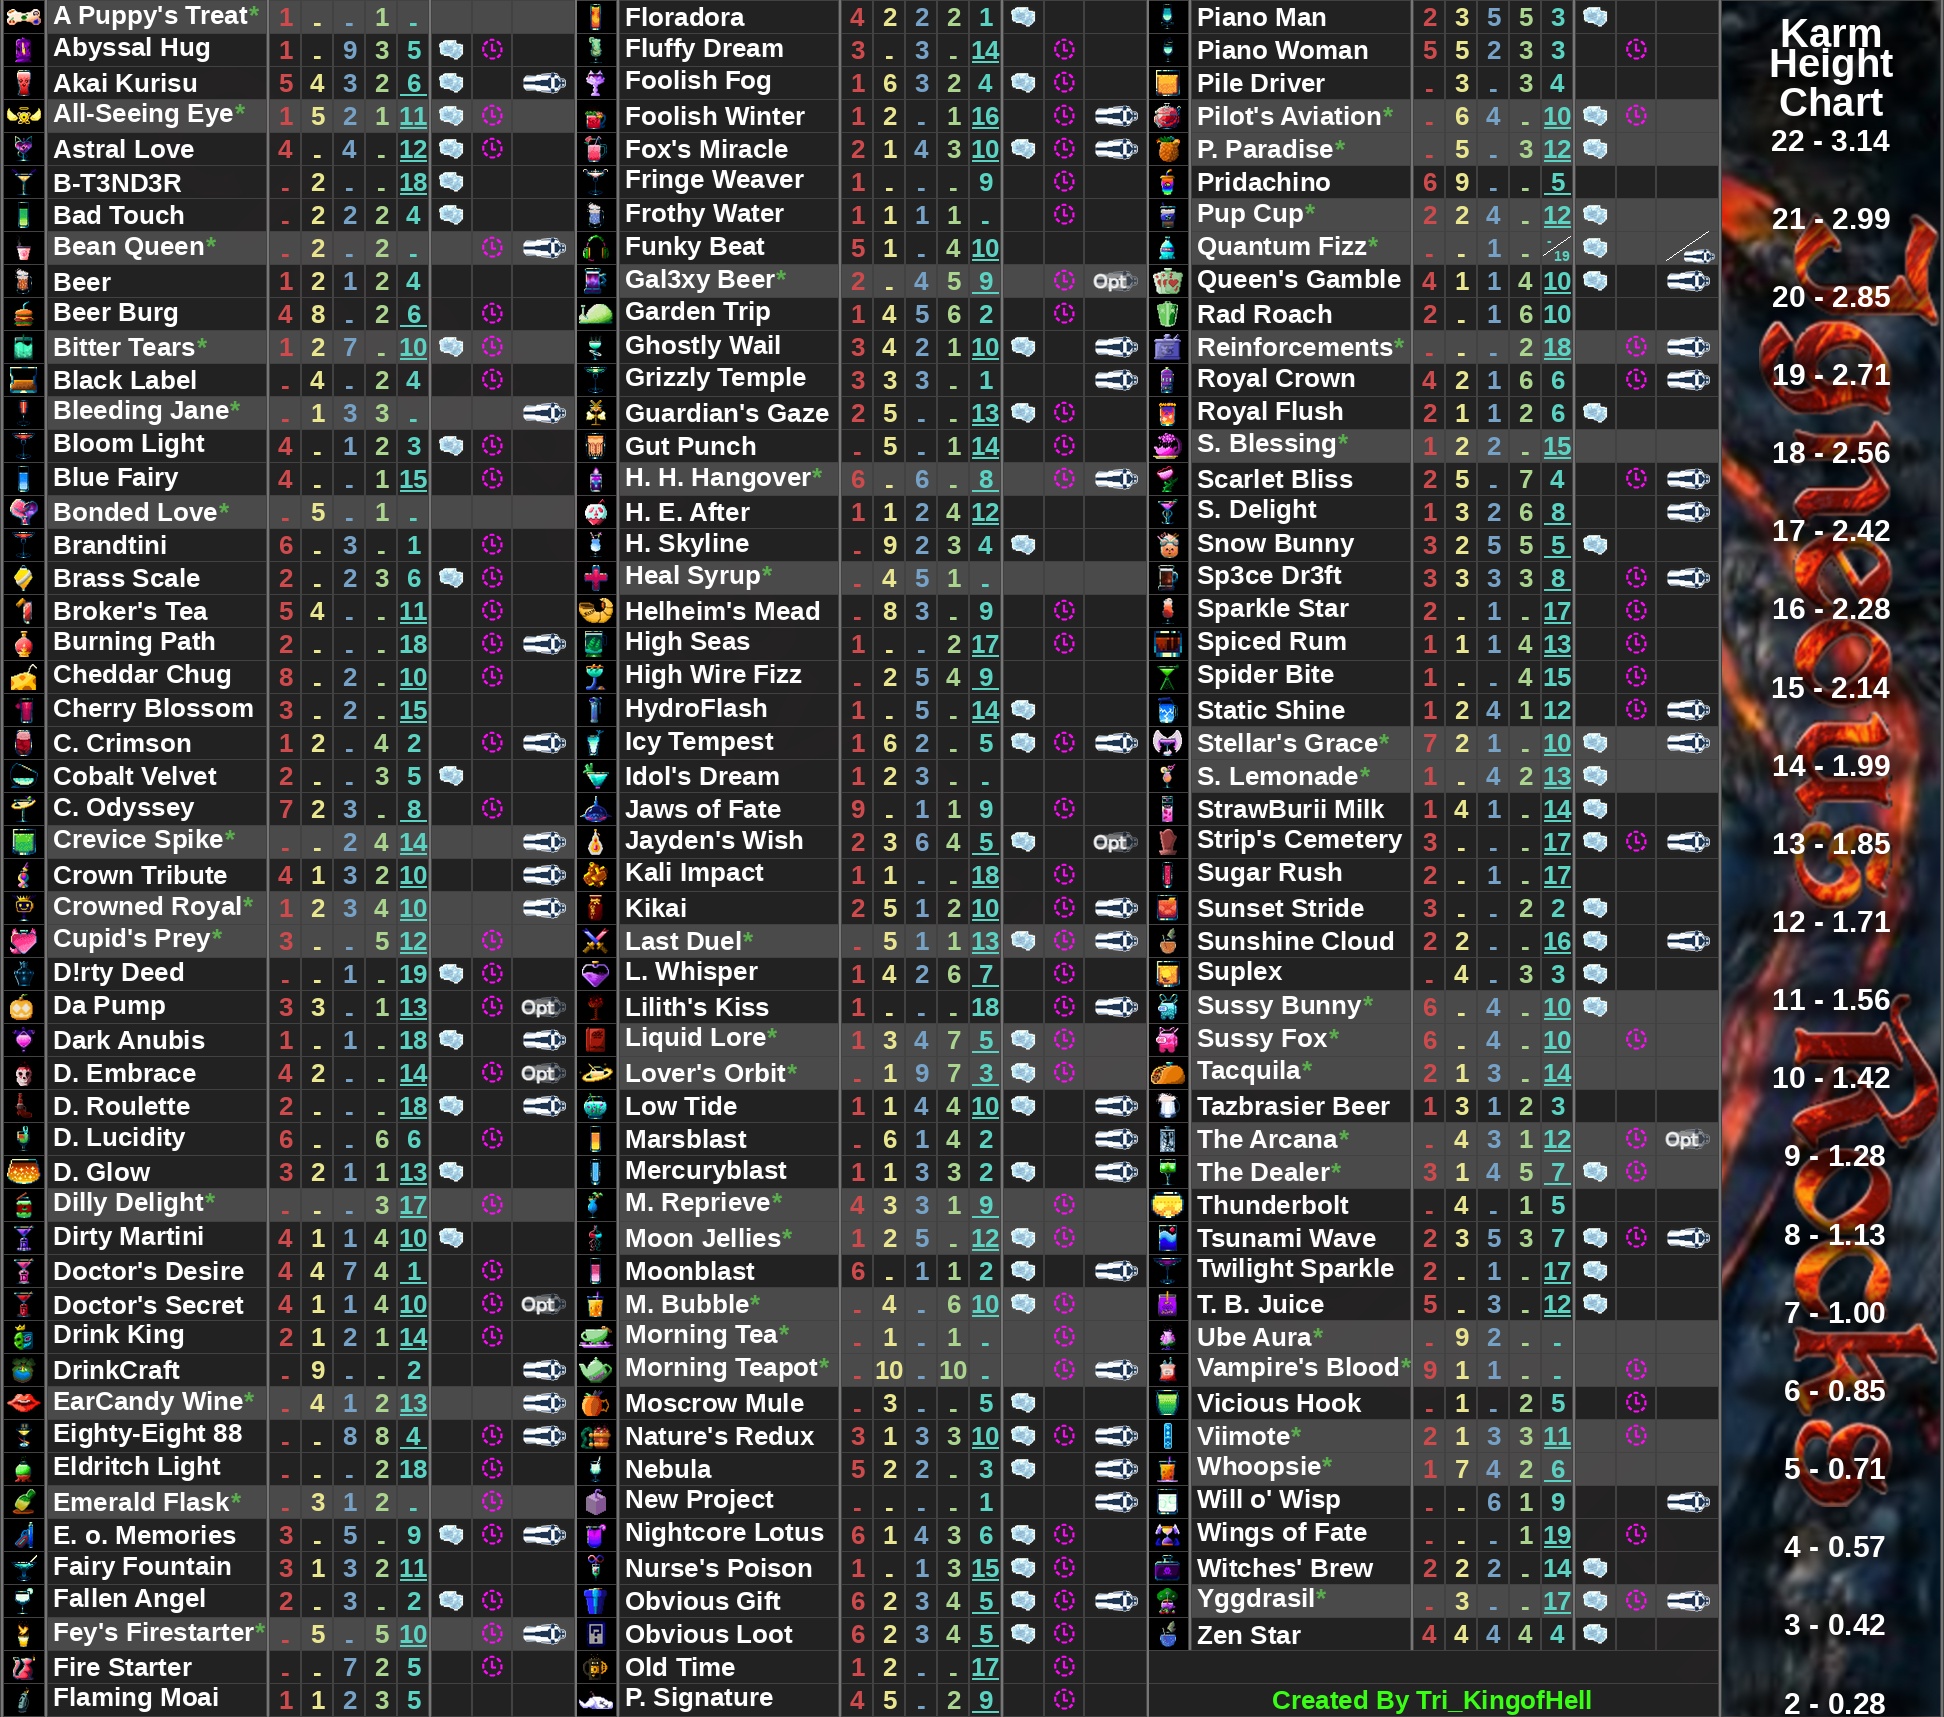 A Puppy's Treat* 1 - - 1 -
Abyssal Hug 1 - 9 3 5
Akai Kurisu 5 4 3 2 6
All-Seeing Eye* 1 5 2 1 11
Astral Love 4 - 4 - 12
B-T3ND3R - 2 - - 18
Bad Touch - 2 2 2 4
Bean Queen* - 2 - 2 -
Beer 1 2 1 2 4
Beer Burg 4 8 - 2 6
Bitter Tears* 1 2 7 - 10
Black Label - 4 - 2 4
Bleeding Jane* - 1 3 3 -
Bloom Light 4 - 1 2 3
Blue Fairy 4 - - 1 15
Bonded Love* - 5 - 1 -
Brandtini 6 - 3 - 1
Brass Scale 2 - 2 3 6
Broker's Tea 5 4 - - 11
Burning Path 2 - - - 18
Cheddar Chug 8 - 2 - 10
Cherry Blossom 3 - 2 - 15
C. Crimson 1 2 - 4 2
Cobalt Velvet 2 - - 3 5
C. Odyssey 7 2 3 - 8
Crevice Spike* - - 2 4 14
Crown Tribute 4 1 3 2 10
Crowned Royal* 1 2 3 4 10
Cupid's Prey* 3 - - 5 12
D!rty Deed - - 1 - 19
Da Pump 3 3 - 1 13 Opt
Dark Anubis 1 - 1 - 18
D. Embrace 4 2 - - 14 Opt
D. Roulette 2 - - - 18
D. Lucidity 6 - - 6 6
D. Glow 3 2 1 1 13
Dilly Delight* - - - 3 17
Dirty Martini 4 1 1 4 10
Doctor's Desire 4 4 7 4 1
Doctor's Secret 4 1 1 4 10 Opt
Drink King 2 1 2 1 14
DrinkCraft - 9 - - 2
EarCandy Wine* - 4 1 2 13
Eighty-Eight 88 - - 8 8 4
Eldritch Light - - - 2 18
Emerald Flask* - 3 1 2 -
E. o. Memories 3 - 5 - 9
Fairy Fountain 3 1 3 2 11
Fallen Angel 2 - 3 - 2
Fey's Firestarter* - 5 - 5 10
Fire Starter - - 7 2 5
Flaming Moai 1 1 2 3 5
Floradora 4 2 2 2 1
Fluffy Dream 3 - 3 - 14
Foolish Fog 1 6 3 2 4
Foolish Winter 1 2 - 1 16
Fox's Miracle 2 1 4 3 10
Fringe Weaver 1 - - - 9
Frothy Water 1 1 1 1 -
Funky Beat 5 1 - 4 10
Gal3xy Beer* 2 - 4 5 9 Opt
Garden Trip 1 4 5 6 2
Ghostly Wail 3 4 2 1 10
Grizzly Temple 3 3 3 - 1
Guardian's Gaze 2 5 - - 13
Gut Punch - 5 - 1 14
H. H. Hangover* 6 - 6 - 8
H. E. After 1 1 2 4 12
H. Skyline - 9 2 3 4
Heal Syrup* - 4 5 1 -
Helheim's Mead - 8 3 - 9
High Seas 1 - - 2 17
High Wire Fizz - 2 5 4 9
HydroFlash 1 - 5 - 14
Icy Tempest 1 6 2 - 5
Idol's Dream 1 2 3 - -
Jaws of Fate 9 - 1 1 9
Jayden's Wish 2 3 6 4 5 Opt
Kali Impact 1 1 - - 18
Kikai 2 5 1 2 10
Last Duel* - 5 1 1 13
L. Whisper 1 4 2 6 7
Lilith's Kiss 1 - - - 18
Liquid Lore* 1 3 4 7 5
Lover's Orbit* - 1 9 7 3
Low Tide 1 1 4 4 10
Marsblast - 6 1 4 2
Mercuryblast 1 1 3 3 2
M. Reprieve* 4 3 3 1 9
Moon Jellies* 1 2 5 - 12
Moonblast 6 - 1 1 2
M. Bubble* - 4 - 6 10
Morning Tea* - 1 - 1 -
Morning Teapot* - 10 - 10 -
Moscrow Mule - 3 - - 5
Nature's Redux 3 1 3 3 10
Nebula 5 2 2 - 3
New Project - - - - 1
Nightcore Lotus 6 1 4 3 6
Nurse's Poison 1 - 1 3 15
Obvious Gift 6 2 3 4 5
Obvious Loot 6 2 3 4 5
Old Time 1 2 - - 17
P. Signature 4 5 - 2 9
Piano Man 2 3 5 5 3
Piano Woman 5 5 2 3 3
Pile Driver - 3 - 3 4
Pilot's Aviation* - 6 4 - 10
P. Paradise* - 5 - 3 12
Pridachino 6 9 - - 5
Pup Cup* 2 2 4 - 12
Quantum Fizz* - - 1 - -/19
Queen's Gamble 4 1 1 4 10
Rad Roach 2 - 1 6 10
Reinforcements* - - - 2 18
Royal Crown 4 2 1 6 6
Royal Flush 2 1 1 2 6
S. Blessing* 1 2 2 - 15
Scarlet Bliss 2 5 - 7 4
S. Delight 1 3 2 6 8
Snow Bunny 3 2 5 5 5
Sp3ce Dr3ft 3 3 3 3 8
Sparkle Star 2 - 1 - 17
Spiced Rum 1 1 1 4 13
Spider Bite 1 - - 4 15
Static Shine 1 2 4 1 12
Stellar's Grace* 7 2 1 - 10
S. Lemonade* 1 - 4 2 13
StrawBurii Milk 1 4 1 - 14
Strip's Cemetery 3 - - - 17
Sugar Rush 2 - 1 - 17
Sunset Stride 3 - - 2 2
Sunshine Cloud 2 2 - - 16
Suplex - 4 - 3 3
Sussy Bunny* 6 - 4 - 10
Sussy Fox* 6 - 4 - 10
Tacquila* 2 1 3 - 14
Tazbrasier Beer 1 3 1 2 3
The Arcana* - 4 3 1 12 Opt
The Dealer* 3 1 4 5 7
Thunderbolt - 4 - 1 5
Tsunami Wave 2 3 5 3 7
Twilight Sparkle 2 - 1 - 17
T. B. Juice 5 - 3 - 12
Ube Aura* - 9 2 - -
Vampire's Blood* 9 1 1 - -
Vicious Hook - 1 - 2 5
Viimote* 2 1 3 3 11
Whoopsie* 1 7 4 2 6
Will o' Wisp - - 6 1 9
Wings of Fate - - - 1 19
Witches' Brew 2 2 2 - 14
Yggdrasil* - 3 - - 17
Zen Star 4 4 4 4 4
Created By Tri_KingofHell
Karm
Height
Chart
22 - 3.14
21 - 2.99
20 - 2.85
19 - 2.71
18 - 2.56
17 - 2.42
16 - 2.28
15 - 2.14
14 - 1.99
13 - 1.85
12 - 1.71
11 - 1.56
10 - 1.42
9 - 1.28
8 - 1.13
7 - 1.00
6 - 0.85
5 - 0.71
4 - 0.57
3 - 0.42
2 - 0.28